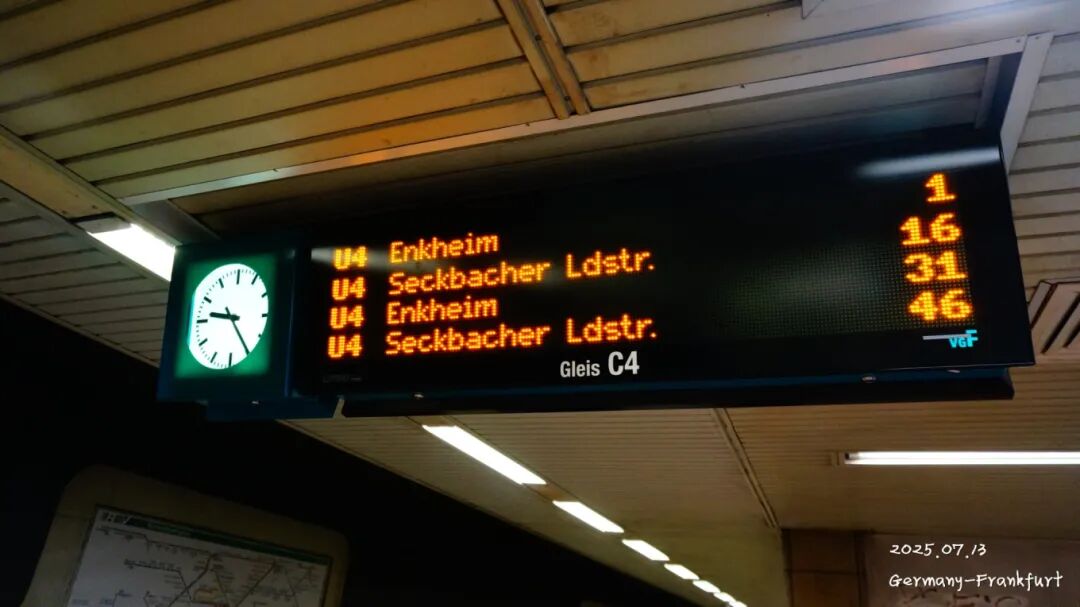 U4 Enkheim 1
U4 Seckbacher Ldstr. 16
U4 Enkheim 31
U4 Seckbacher Ldstr. 46
VGF
Gleis C4
2025.07.13
Germany-Frankfurt